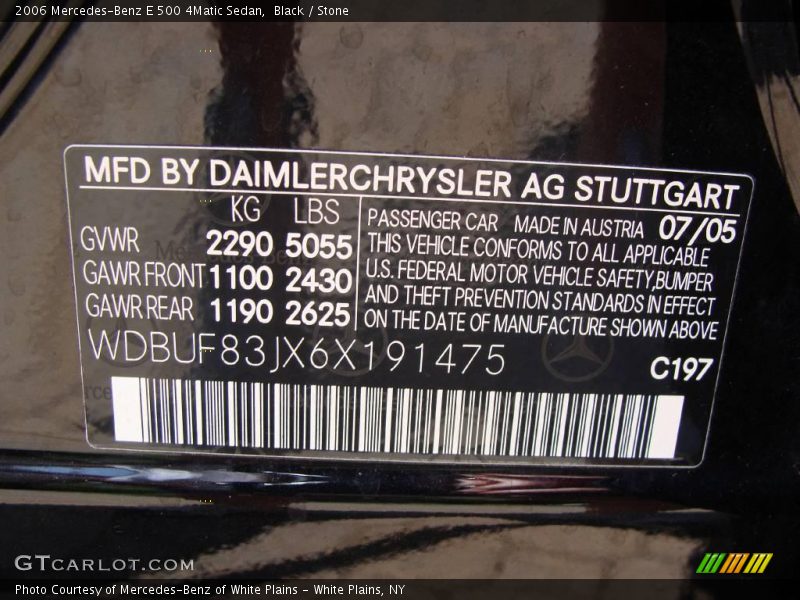 2006 Mercedes-Benz E 500 4Matic Sedan,  Black / Stone
MFD BY DAIMLERCHRYSLER AG STUTTGART
KG LBS
GVWR 2290 5055
GAWR FRONT 1100 2430
GAWR REAR 1190 2625
PASSENGER CAR MADE IN AUSTRIA 07/05
THIS VEHICLE CONFORMS TO ALL APPLICABLE
U.S. FEDERAL MOTOR VEHICLE SAFETY,BUMPER
AND THEFT PREVENTION STANDARDS IN EFFECT
ON THE DATE OF MANUFACTURE SHOWN ABOVE
WDBUF83JX6X191475
C197
GTCARLOT.COM
Photo Courtesy of Mercedes-Benz of White Plains - White Plains, NY